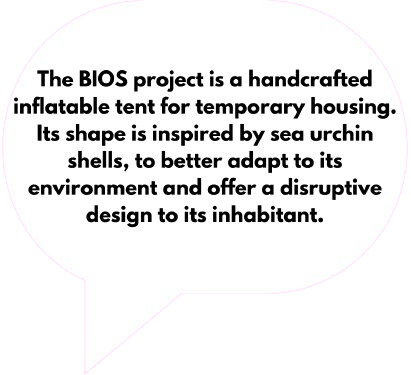 The BIOS project is a handcrafted
inflatable tent for temporary housing.
Its shape is inspired by sea urchin
shells, to better adapt to its
environment and offer a disruptive
design to its inhabitant.